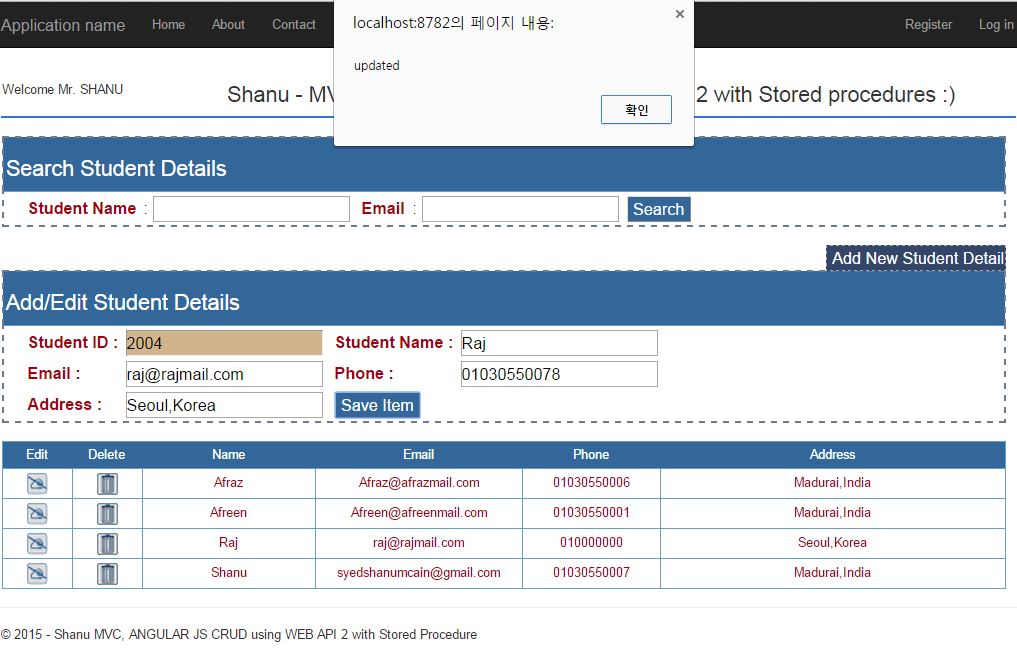 Application name Home About Contact Register Log in
localhost:8782의 페이지 내용:
×
updated
확인
Welcome Mr. SHANU
Shanu - MV 2 with Stored procedures :)
Search Student Details
Student Name : Email : Search
Add New Student Detail
Add/Edit Student Details
Student ID : 2004 Student Name : Raj
Email : raj@rajmail.com Phone : 01030550078
Address : Seoul,Korea Save Item
Edit Delete Name Email Phone Address
Afraz Afraz@afrazmail.com 01030550006 Madurai,India
Afreen Afreen@afreenmail.com 01030550001 Madurai,India
Raj raj@rajmail.com 010000000 Seoul,Korea
Shanu syedshanumcain@gmail.com 01030550007 Madurai,India
© 2015 - Shanu MVC, ANGULAR JS CRUD using WEB API 2 with Stored Procedure